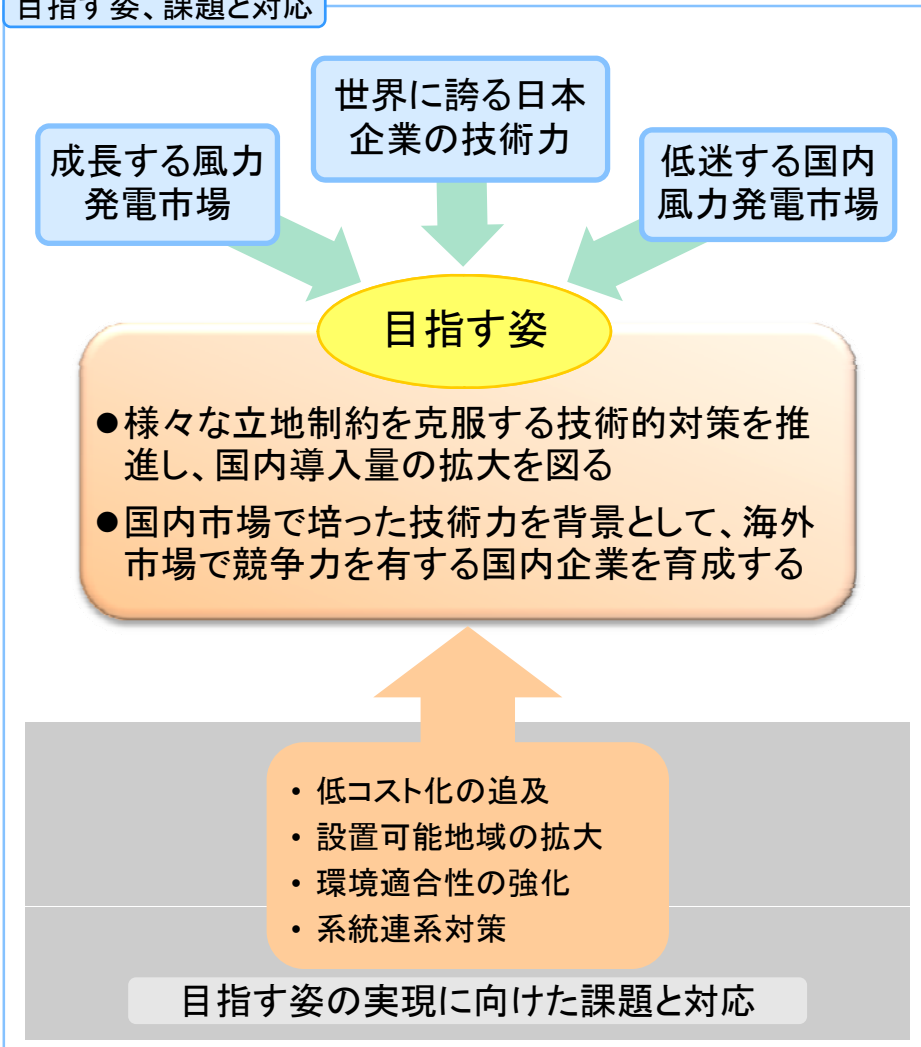 目指す姿、課題と対応
世界に誇る日本
企業の技術力
成長する風力
発電市場
低迷する国内
風力発電市場
目指す姿
●様々な立地制約を克服する技術的対策を推
進し、国内導入量の拡大を図る
●国内市場で培った技術力を背景として、海外
市場で競争力を有する国内企業を育成する
・低コスト化の追及
・設置可能地域の拡大
・環境適合性の強化
・系統連系対策
目指す姿の実現に向けた課題と対応